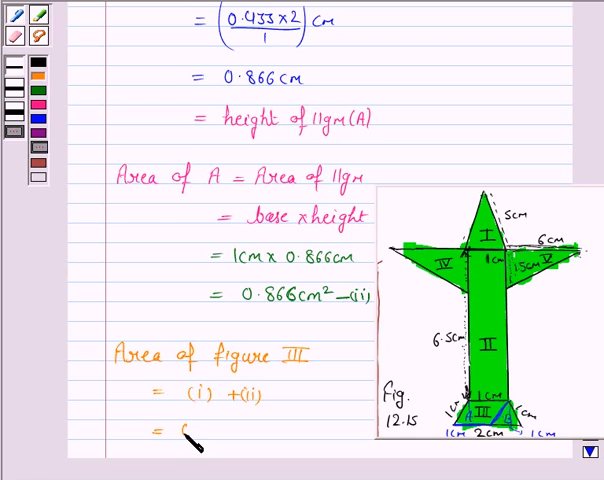 = (0.433×2/1) cm
= 0.866cm
= height of llgm(A)
Area of A = Area of llgm
= base × height
= 1cm × 0.866cm
= 0.866cm² –(ii)
Area of figure III
= (i) +(ii)
= (
5cm
I
6cm
A
1cm
IV
1.5cm
V
6.5cm
II
1cm
1cm
III
1cm
A
B
1cm
2cm
1cm
Fig.
12.15